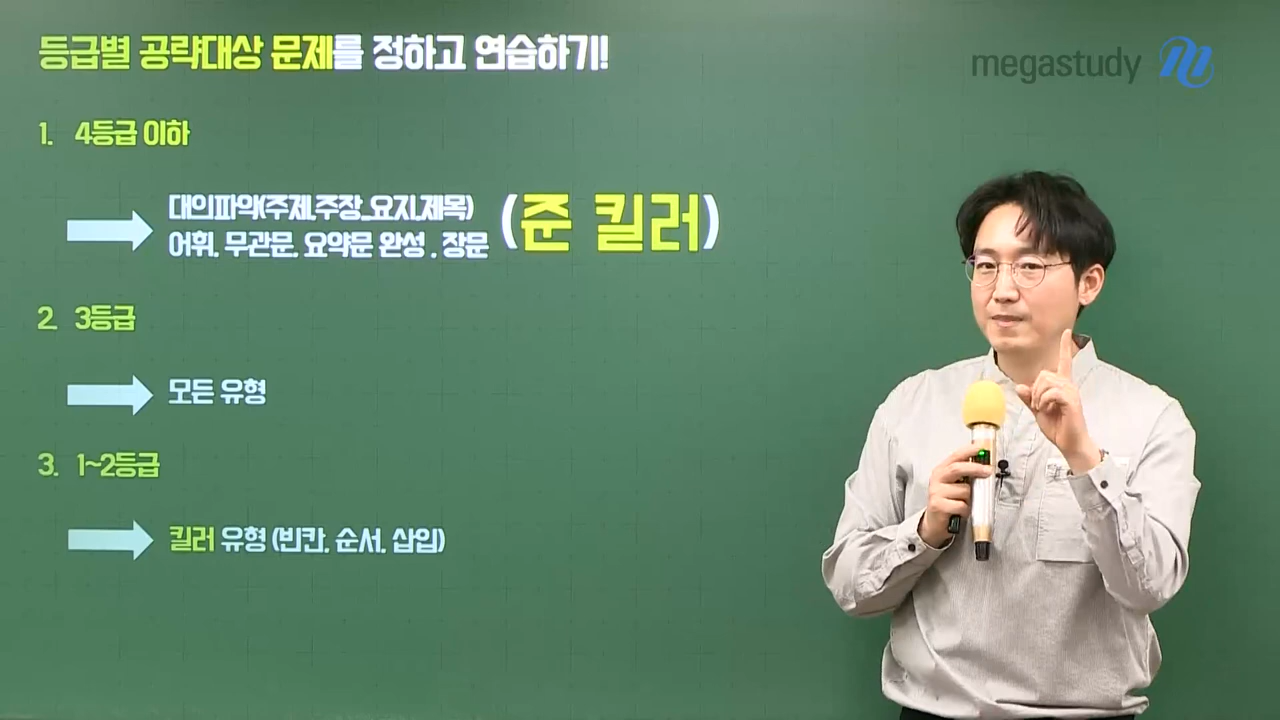 등급별 공략대상 문제를 정하고 연습하기!
megastudy
1. 4등급 이하
대의파악(주제,주장_요지,제목)
어휘, 무관문, 요약문 완성 , 장문
(준 킬러)
2. 3등급
모든 유형
3. 1~2등급
킬러 유형 (빈칸, 순서, 삽입)